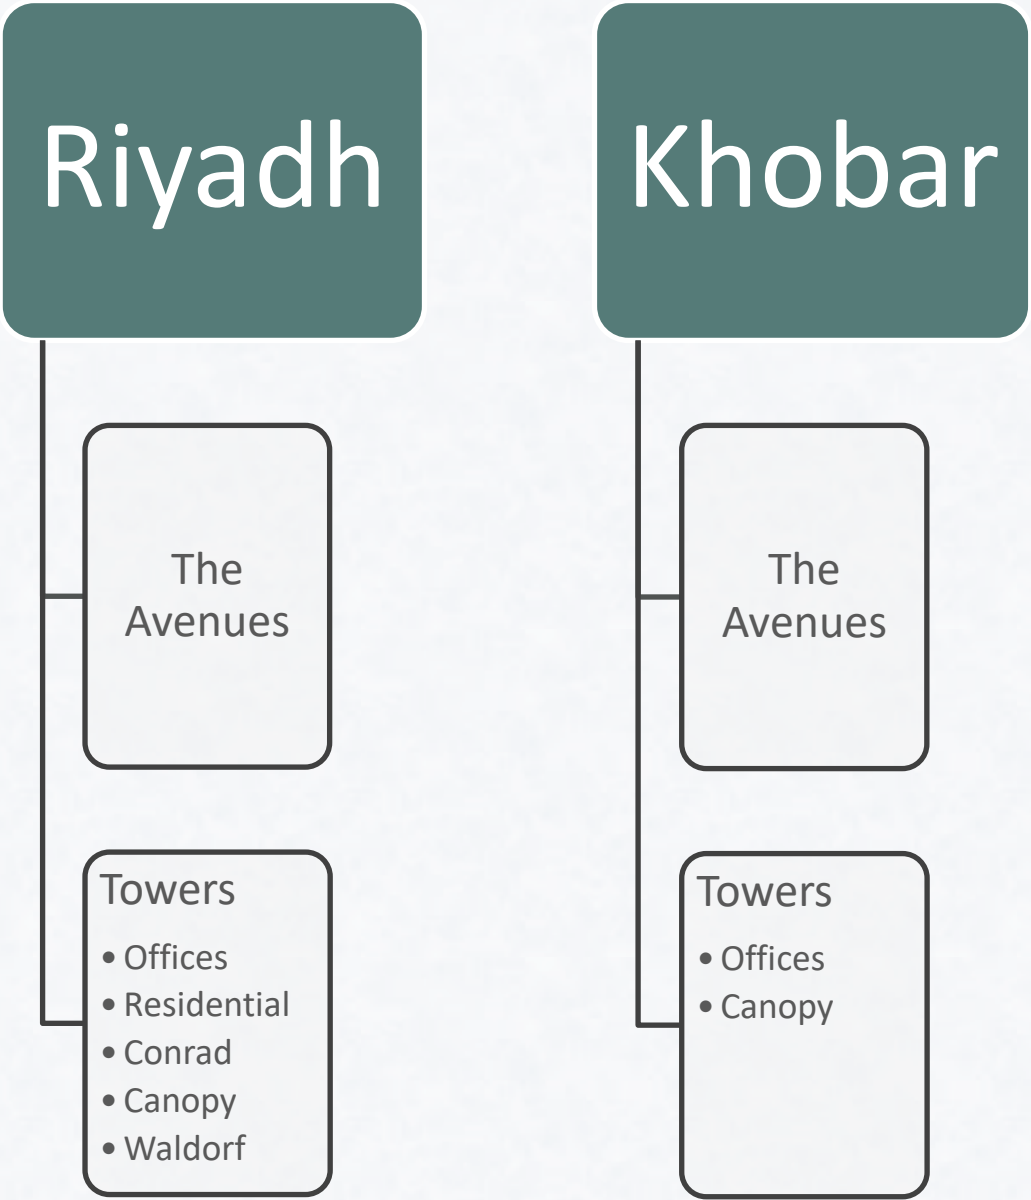 Riyadh
The
Avenues
Towers
• Offices
• Residential
• Conrad
• Canopy
• Waldorf
Khobar
The
Avenues
Towers
• Offices
• Canopy